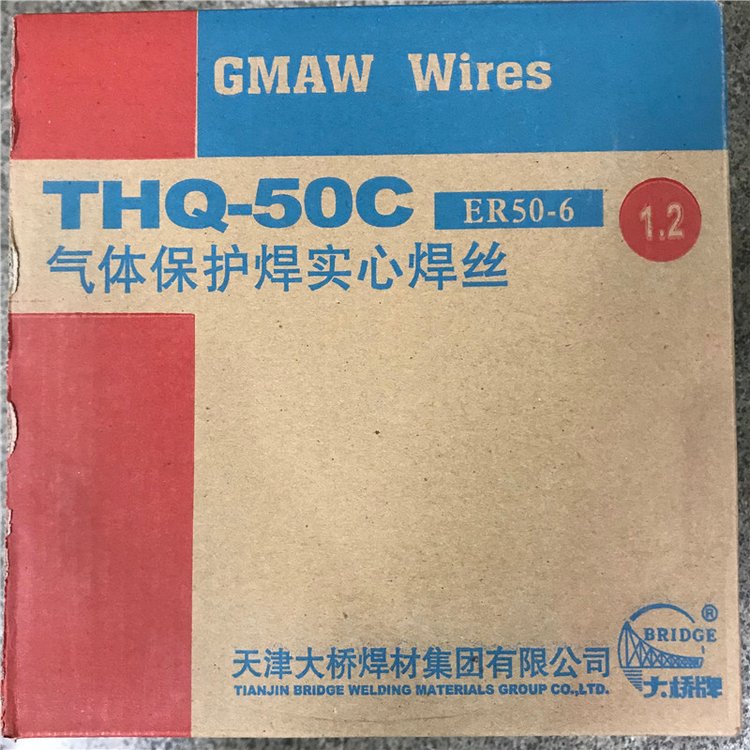 GMAW Wires
THQ-50C ER50-6 1.2
气体保护焊实心焊丝
天津大桥焊材集团有限公司
TIANJIN BRIDGE WELDING MATERIALS GROUP CO.,LTD.
®
BRIDGE
大桥牌